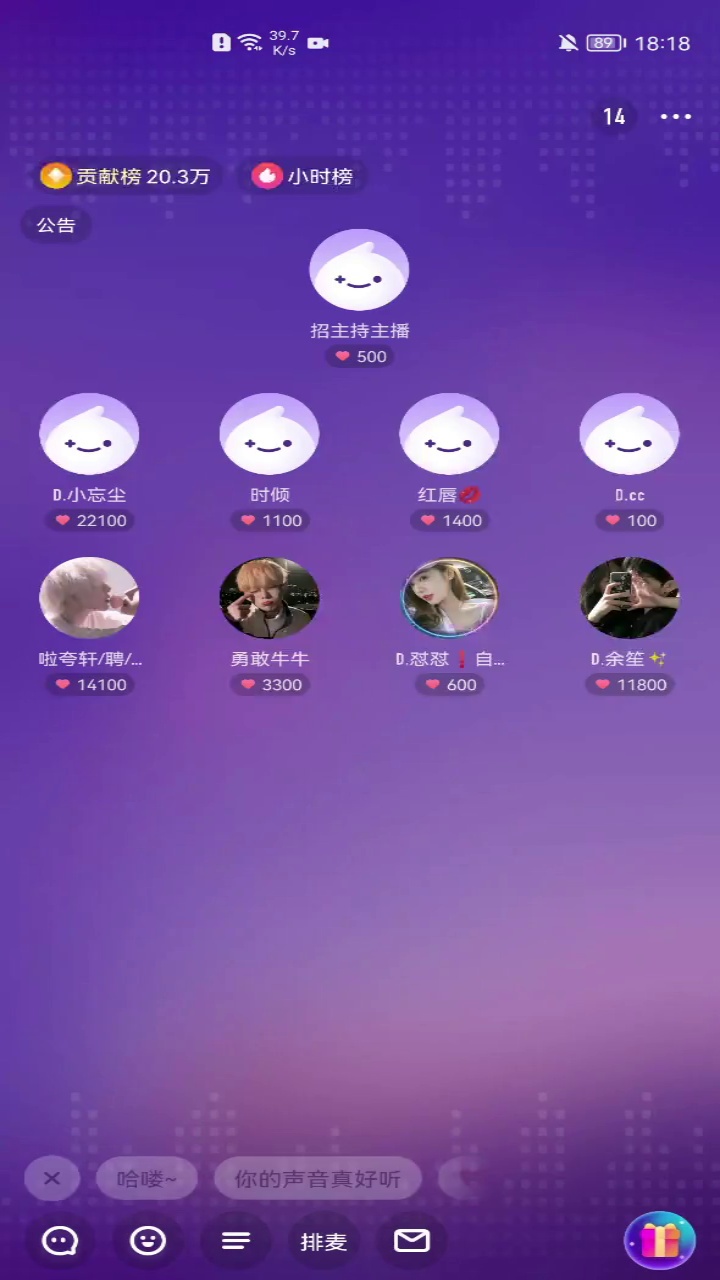 39.7
K/s
89
18:18
14
贡献榜 20.3万
小时榜
公告
招主持主播
500
D.小忘尘
时倾
红唇💋
D.cc
22100
1100
1400
100
啦夸轩/聘/...
勇敢牛牛
D.怼怼❗自...
D.余笙✨
14100
3300
600
11800
哈喽~
你的声音真好听
排麦